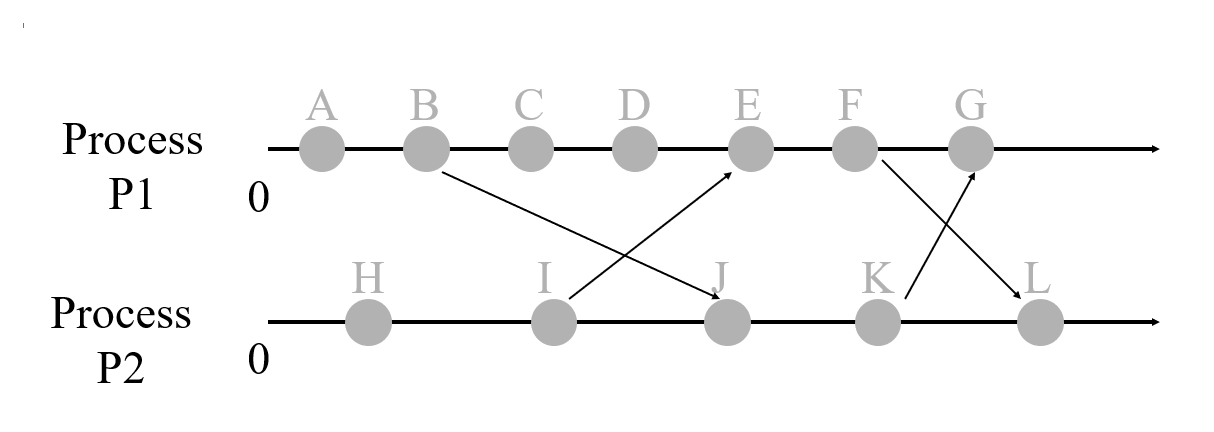 A B C D E F G
Process
P1
0
H I J K L
Process
P2
0